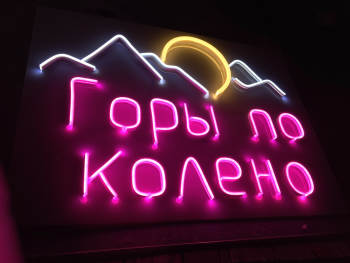 Горы по
колено